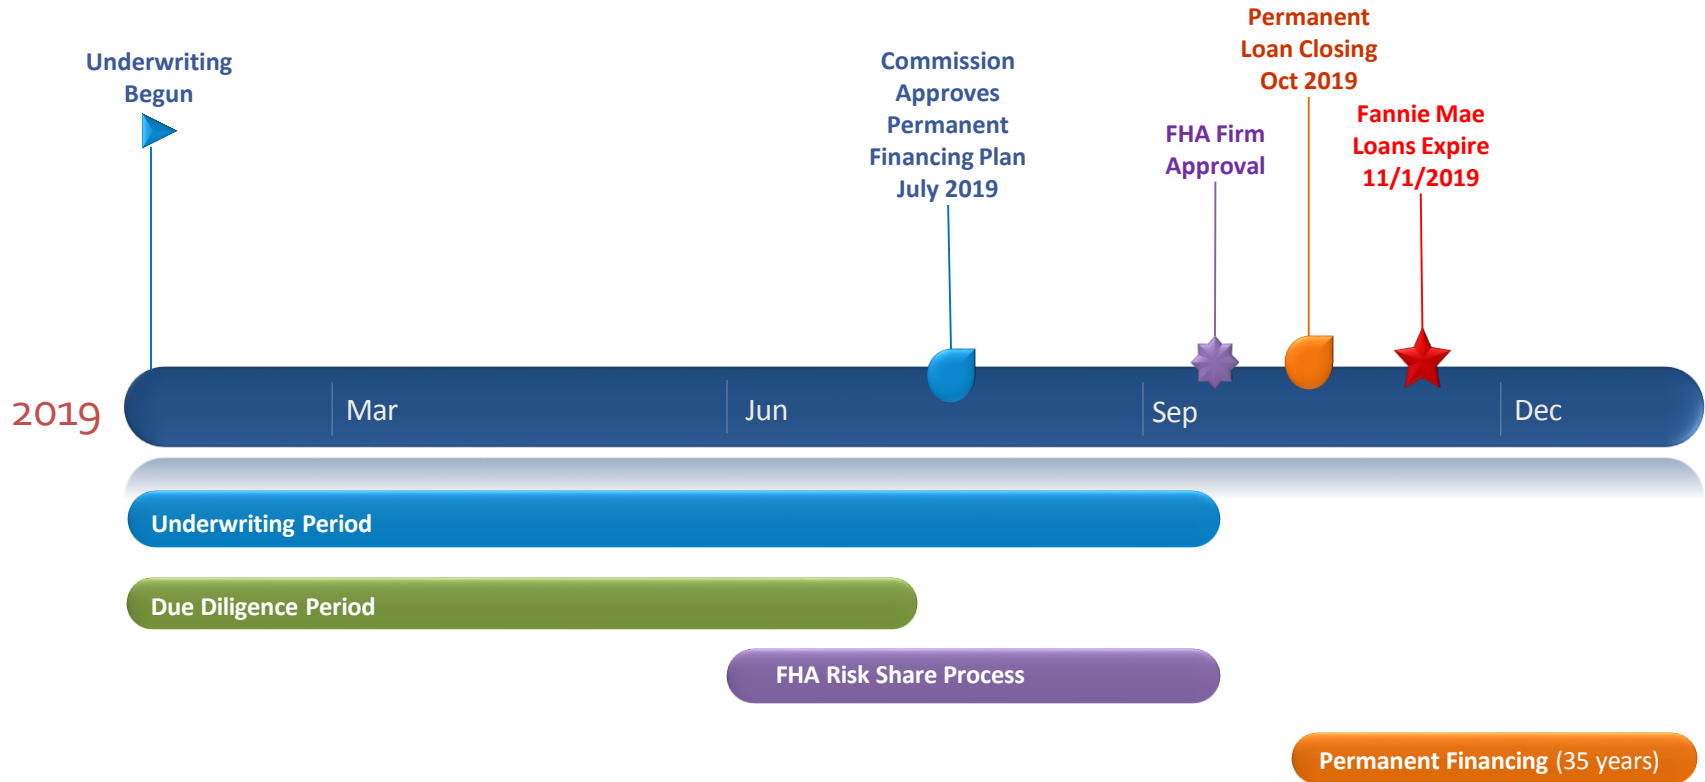 Underwriting
Begun
Commission
Approves
Permanent
Financing Plan
July 2019
FHA Firm
Approval
Permanent
Loan Closing
Oct 2019
Fannie Mae
Loans Expire
11/1/2019
2019
Mar
Jun
Sep
Dec
Underwriting Period
Due Diligence Period
FHA Risk Share Process
Permanent Financing (35 years)